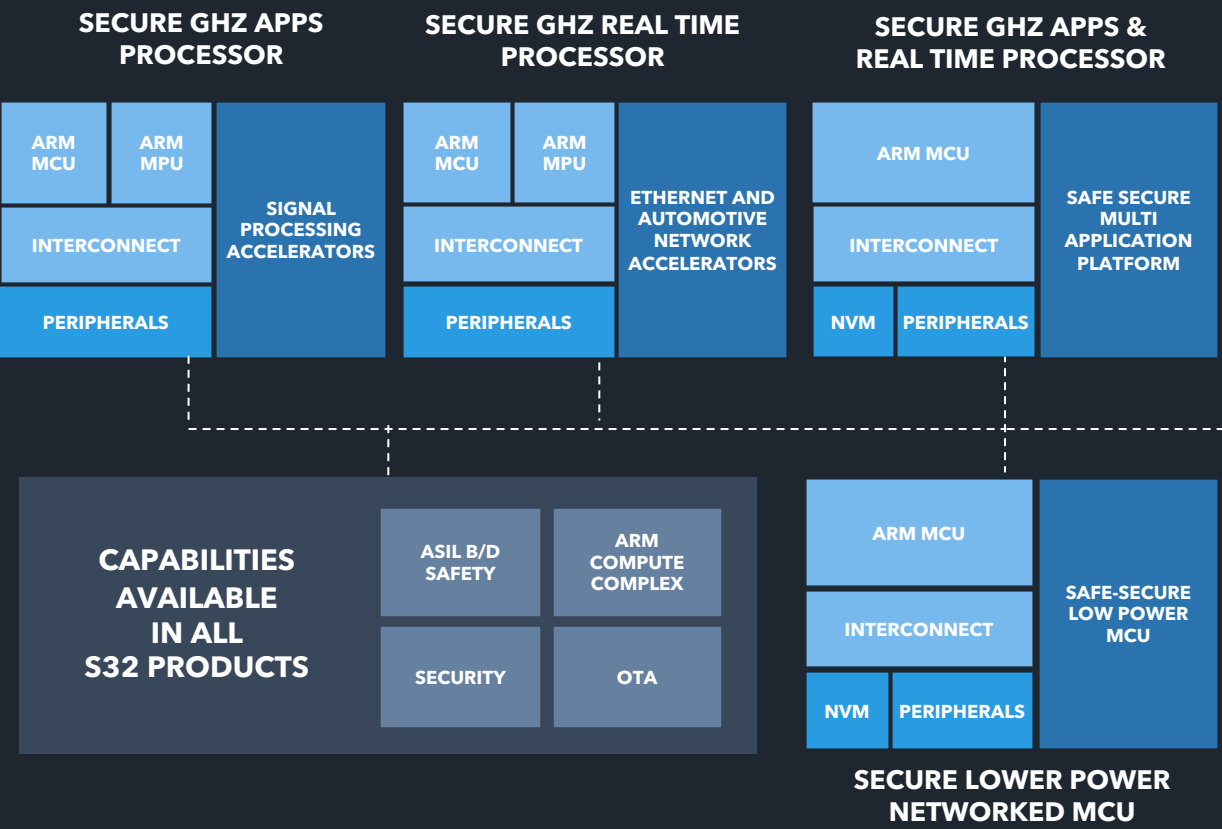 SECURE GHZ APPS
PROCESSOR
ARM
MCU
ARM
MPU
INTERCONNECT
PERIPHERALS
SIGNAL
PROCESSING
ACCELERATORS
SECURE GHZ REAL TIME
PROCESSOR
ARM
MCU
ARM
MPU
INTERCONNECT
PERIPHERALS
ETHERNET AND
AUTOMOTIVE
NETWORK
ACCELERATORS
SECURE GHZ APPS &
REAL TIME PROCESSOR
ARM MCU
INTERCONNECT
NVM
PERIPHERALS
SAFE SECURE
MULTI
APPLICATION
PLATFORM
CAPABILITIES
AVAILABLE
IN ALL
S32 PRODUCTS
ASIL B/D
SAFETY
ARM
COMPUTE
COMPLEX
SECURITY
OTA
ARM MCU
INTERCONNECT
NVM
PERIPHERALS
SAFE-SECURE
LOW POWER
MCU
SECURE LOWER POWER
NETWORKED MCU